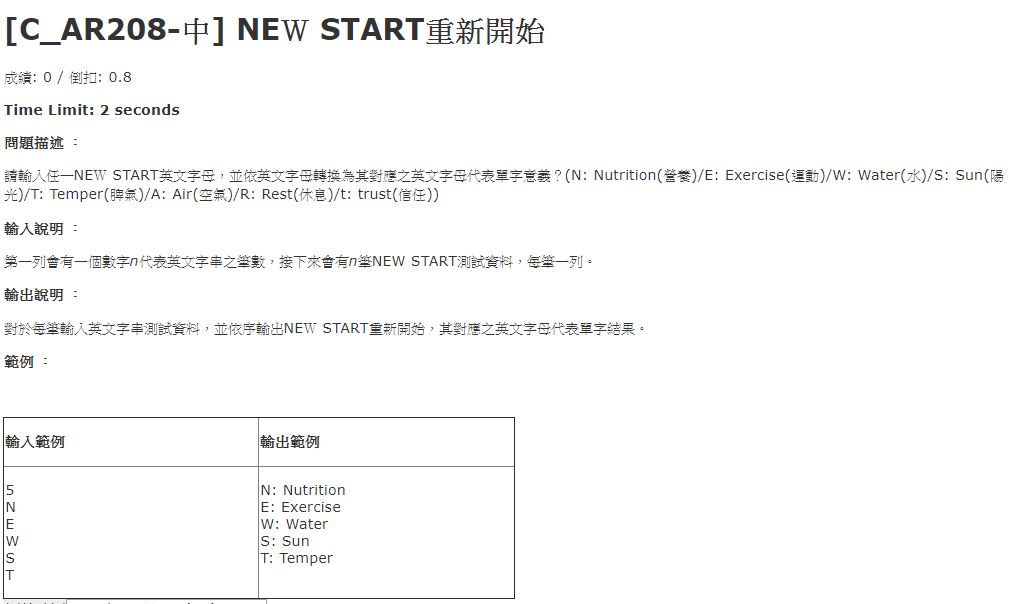 [C_AR208-中] NEW START重新開始
成績: 0 / 倒扣: 0.8
Time Limit: 2 seconds
問題描述 :
請輸入任一NEW START英文字母，並依英文字母轉換為其對應之英文字母代表單字意義？(N: Nutrition(營養)/E: Exercise(運動)/W: Water(水)/S: Sun(陽
光)/T: Temper(脾氣)/A: Air(空氣)/R: Rest(休息)/t: trust(信任))
輸入說明 :
第一列會有一個數字n代表英文字串之筆數，接下來會有n筆NEW START測試資料，每筆一列。
輸出說明 :
對於每筆輸入英文字串測試資料，並依序輸出NEW START重新開始，其對應之英文字母代表單字結果。
範例 :
輸入範例
輸出範例
5
N
E
W
S
T
N: Nutrition
E: Exercise
W: Water
S: Sun
T: Temper